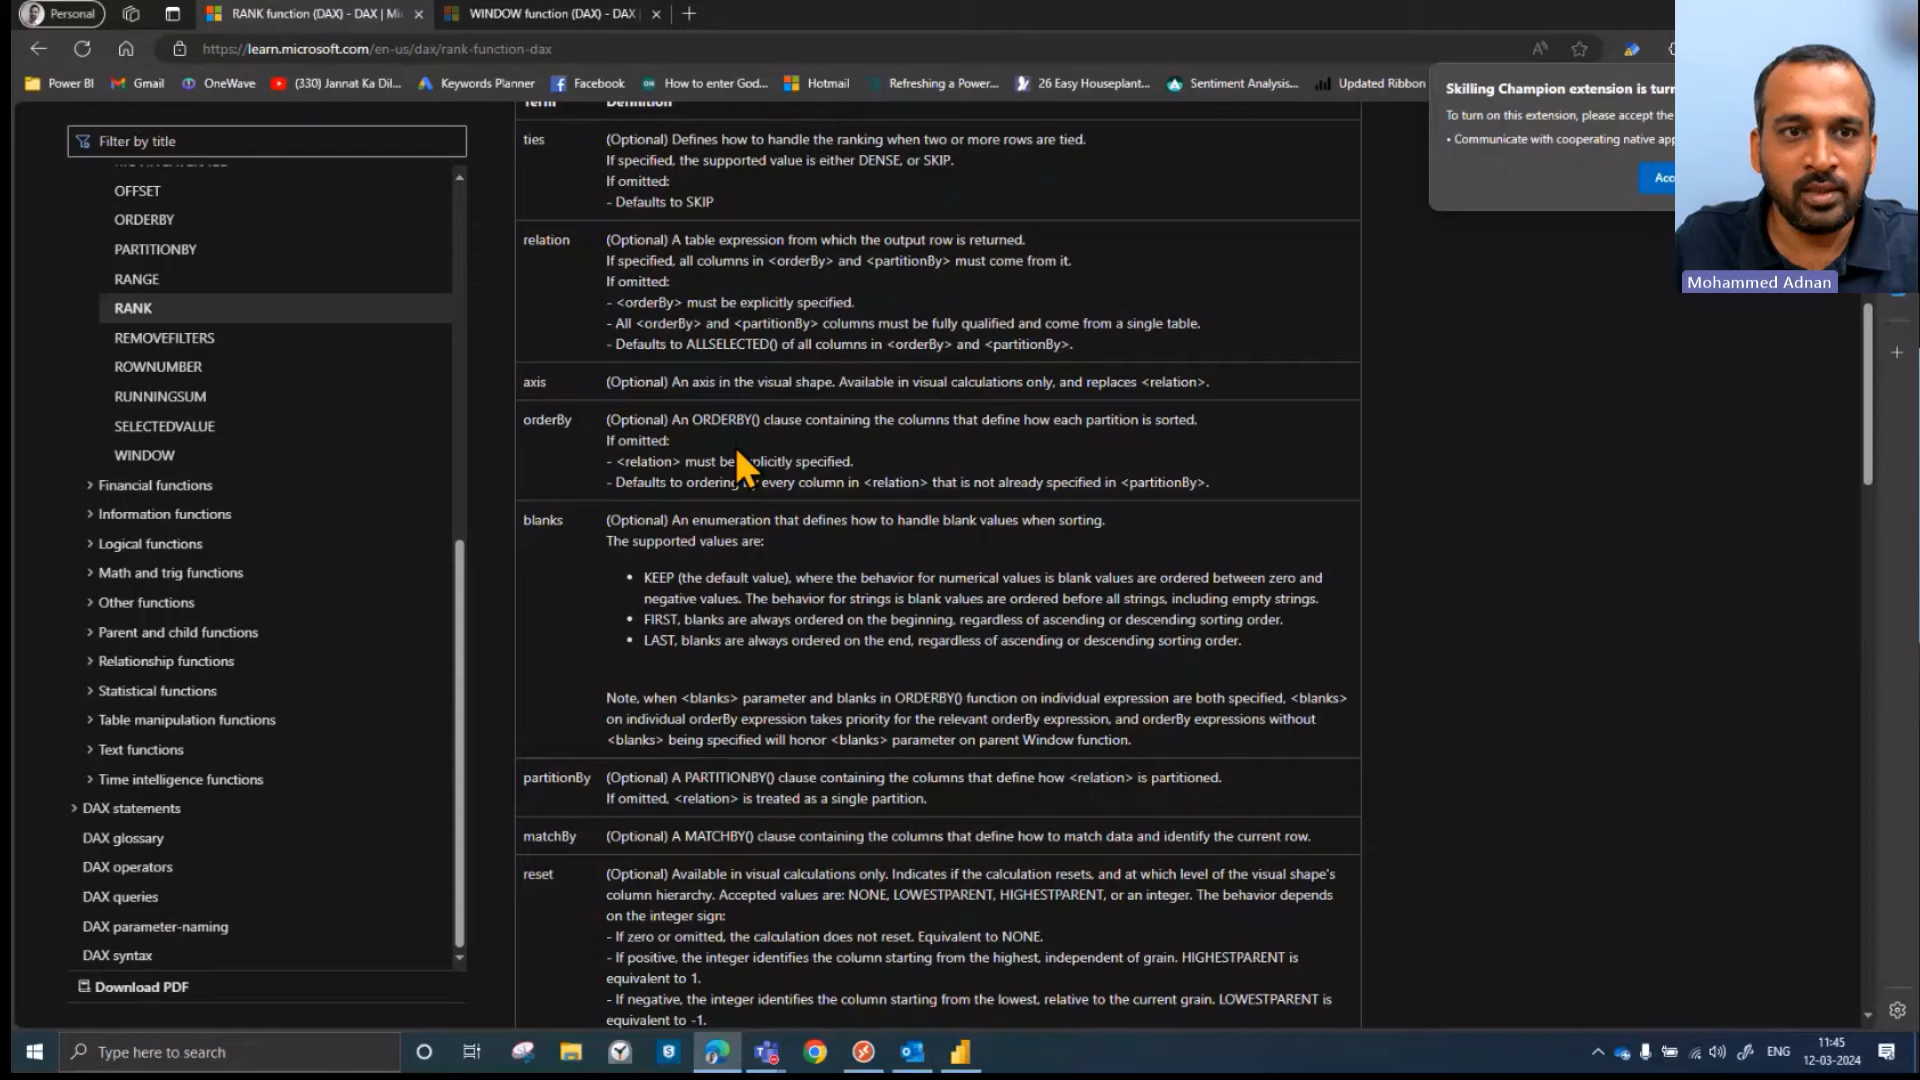 Personal
RANK function (DAX) - DAX | Mi
WINDOW function (DAX) - DAX
https://learn.microsoft.com/en-us/dax/rank-function-dax
Power BI
Gmail
OneWave
(330) Jannat Ka Dil...
Keywords Planner
Facebook
How to enter God...
Hotmail
Refreshing a Power...
26 Easy Houseplant...
Sentiment Analysis...
Updated Ribbon
Skilling Champion extension is turn
To turn on this extension, please accept the
• Communicate with cooperating native app
Acc
Mohammed Adnan
Filter by title
OFFSET
ORDERBY
PARTITIONBY
RANGE
RANK
REMOVEFILTERS
ROWNUMBER
RUNNINGSUM
SELECTEDVALUE
WINDOW
Financial functions
Information functions
Logical functions
Math and trig functions
Other functions
Parent and child functions
Relationship functions
Statistical functions
Table manipulation functions
Text functions
Time intelligence functions
DAX statements
DAX glossary
DAX operators
DAX queries
DAX parameter-naming
DAX syntax
Download PDF
Term Definition
ties (Optional) Defines how to handle the ranking when two or more rows are tied.
If specified, the supported value is either DENSE, or SKIP.
If omitted:
- Defaults to SKIP
relation (Optional) A table expression from which the output row is returned.
If specified, all columns in <orderBy> and <partitionBy> must come from it.
If omitted:
- <orderBy> must be explicitly specified.
- All <orderBy> and <partitionBy> columns must be fully qualified and come from a single table.
- Defaults to ALLSELECTED() of all columns in <orderBy> and <partitionBy>.
axis (Optional) An axis in the visual shape. Available in visual calculations only, and replaces <relation>.
orderBy (Optional) An ORDERBY() clause containing the columns that define how each partition is sorted.
If omitted:
- <relation> must be explicitly specified.
- Defaults to ordering by every column in <relation> that is not already specified in <partitionBy>.
blanks (Optional) An enumeration that defines how to handle blank values when sorting.
The supported values are:
• KEEP (the default value), where the behavior for numerical values is blank values are ordered between zero and
negative values. The behavior for strings is blank values are ordered before all strings, including empty strings.
• FIRST, blanks are always ordered on the beginning, regardless of ascending or descending sorting order.
• LAST, blanks are always ordered on the end, regardless of ascending or descending sorting order.
Note, when <blanks> parameter and blanks in ORDERBY() function on individual expression are both specified, <blanks>
on individual orderBy expression takes priority for the relevant orderBy expression, and orderBy expressions without
<blanks> being specified will honor <blanks> parameter on parent Window function.
partitionBy (Optional) A PARTITIONBY() clause containing the columns that define how <relation> is partitioned.
If omitted, <relation> is treated as a single partition.
matchBy (Optional) A MATCHBY() clause containing the columns that define how to match data and identify the current row.
reset (Optional) Available in visual calculations only. Indicates if the calculation resets, and at which level of the visual shape's
column hierarchy. Accepted values are: NONE, LOWESTPARENT, HIGHESTPARENT, or an integer. The behavior depends
on the integer sign:
- If zero or omitted, the calculation does not reset. Equivalent to NONE.
- If positive, the integer identifies the column starting from the highest, independent of grain. HIGHESTPARENT is
equivalent to 1.
- If negative, the integer identifies the column starting from the lowest, relative to the current grain. LOWESTPARENT is
equivalent to -1.
Type here to search
ENG
11:45
12-03-2024